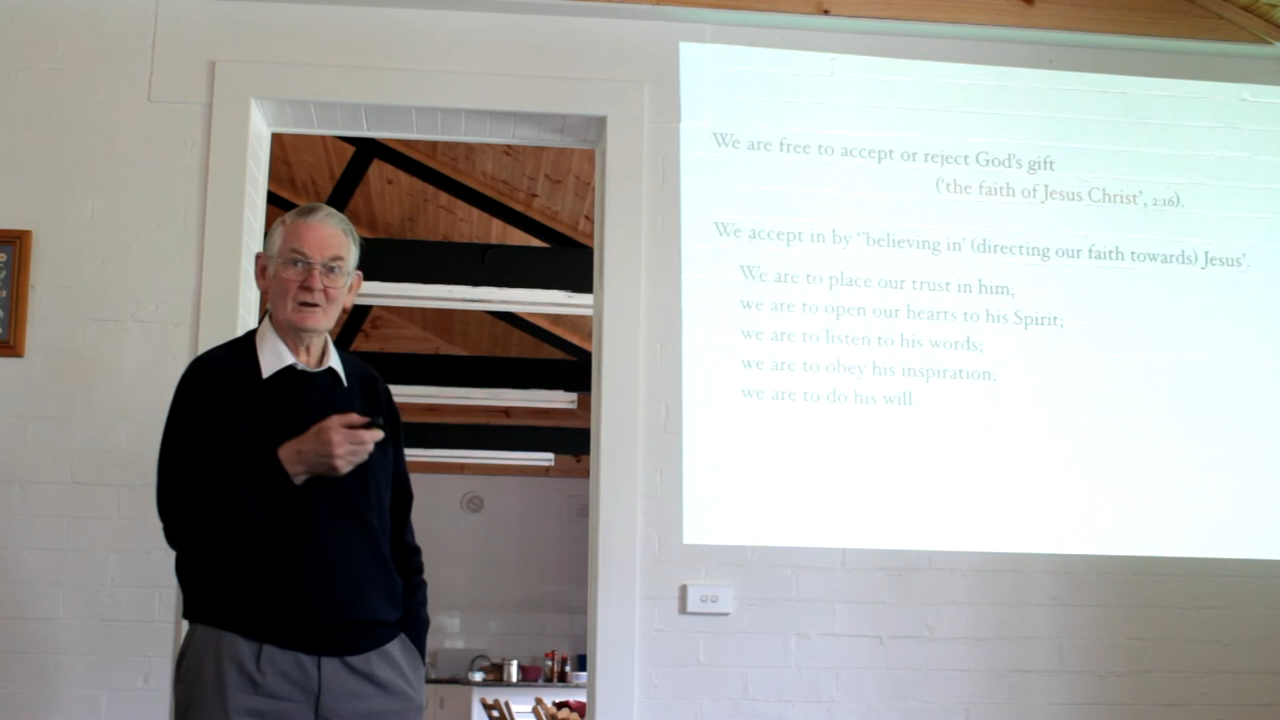 We are free to accept or reject God's gift
('the faith of Jesus Christ', 2:16).
We accept in by ‘'believing in' (directing our faith towards) Jesus'.
We are to place our trust in him;
we are to open our hearts to his Spirit;
we are to listen to his words;
we are to obey his inspiration;
we are to do his will.